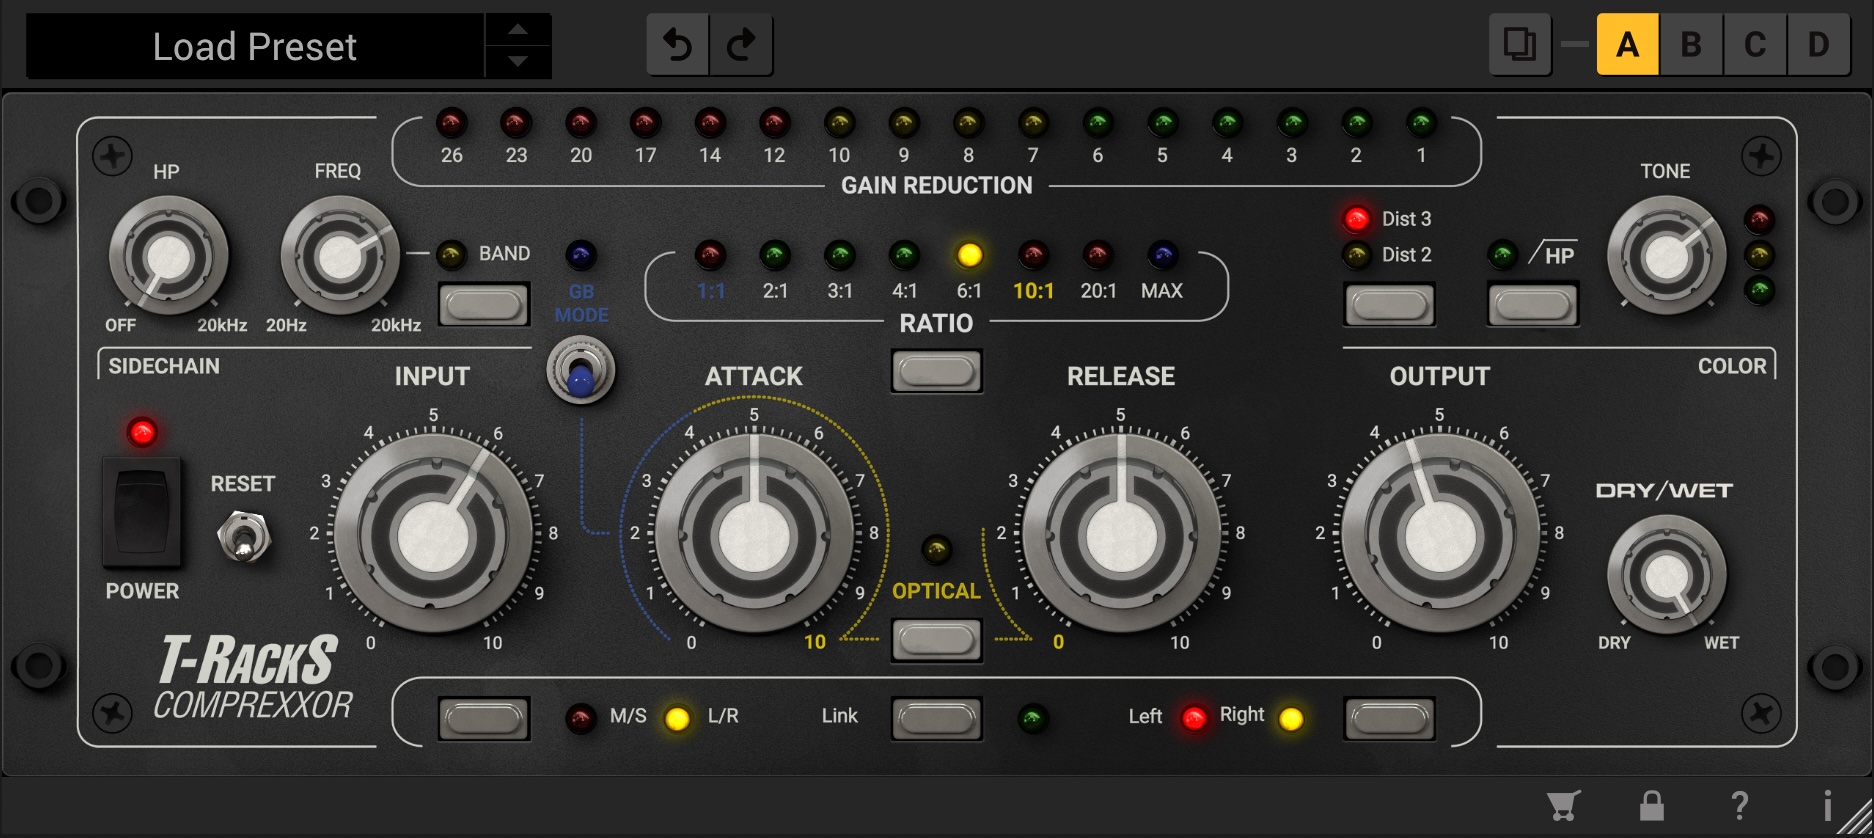 Load Preset
A B C D
26 23 20 17 14 12 10 9 8 7 6 5 4 3 2 1
GAIN REDUCTION
HP
FREQ
TONE
OFF
20kHz
20Hz
20kHz
BAND
GB
MODE
1:1 2:1 3:1 4:1 6:1 10:1 20:1 MAX
RATIO
Dist 3
Dist 2
HP
SIDECHAIN
COLOR
INPUT
0 1 2 3 4 5 6 7 8 9 10
ATTACK
0 1 2 3 4 5 6 7 8 9 10
RELEASE
0 1 2 3 4 5 6 7 8 9 10
OUTPUT
0 1 2 3 4 5 6 7 8 9 10
RESET
POWER
OPTICAL
DRY/WET
DRY
WET
T-RACKS
COMPREXXOR
M/S
L/R
Link
Left
Right
?
i